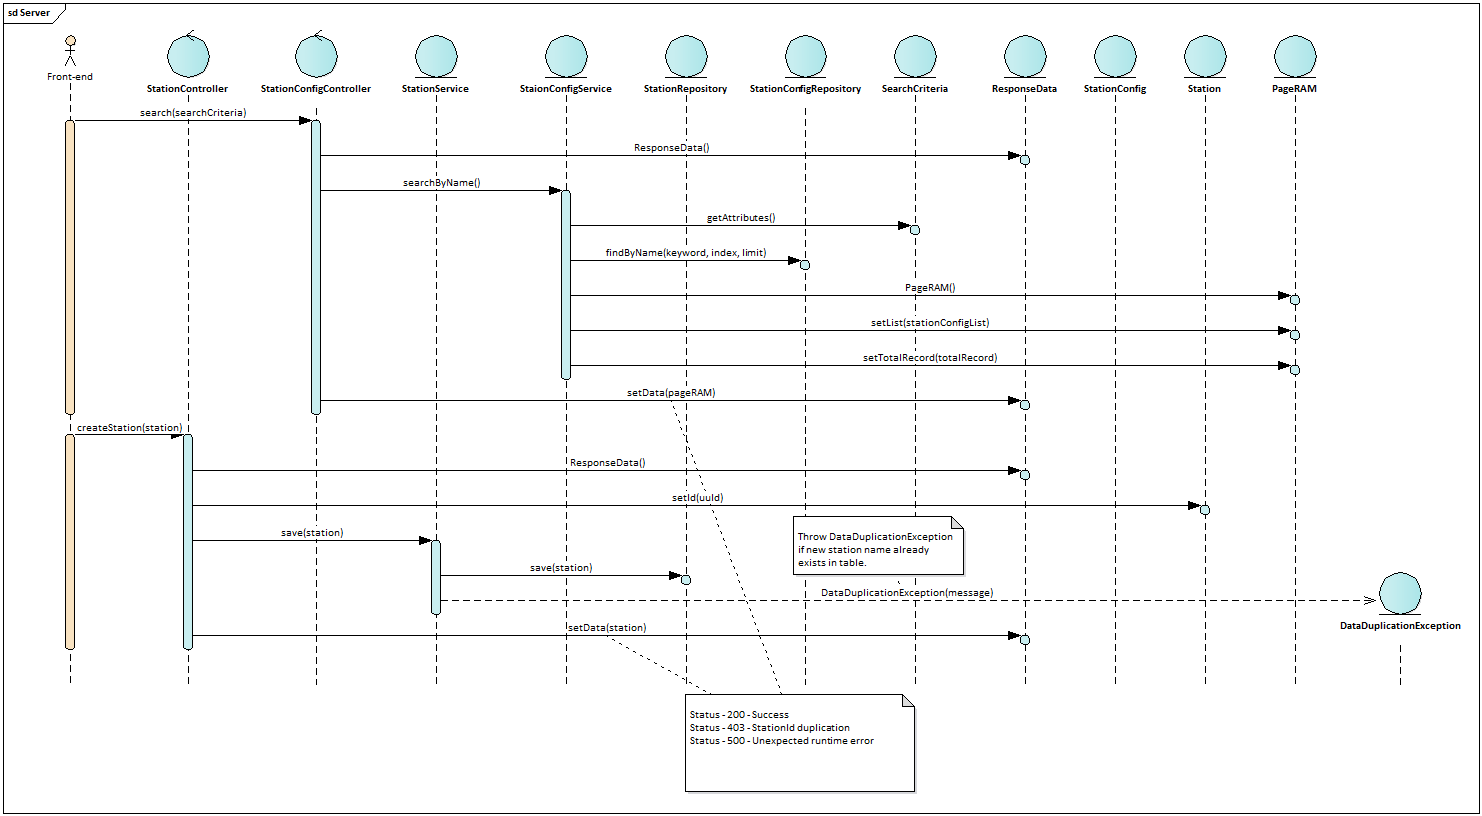 sd Server
Front-end
StationController
StationConfigController
StationService
StaionConfigService
StationRepository
StationConfigRepository
SearchCriteria
ResponseData
StationConfig
Station
PageRAM
search(searchCriteria)
ResponseData()
searchByName()
getAttributes()
findByName(keyword, index, limit)
PageRAM()
setList(stationConfigList)
setTotalRecord(totalRecord)
setData(pageRAM)
createStation(station)
ResponseData()
setId(uuId)
save(station)
Throw DataDuplicationException
if new station name already
exists in table.
save(station)
DataDuplicationException(message)
DataDuplicationException
setData(station)
Status - 200 - Success
Status - 403 - StationId duplication
Status - 500 - Unexpected runtime error